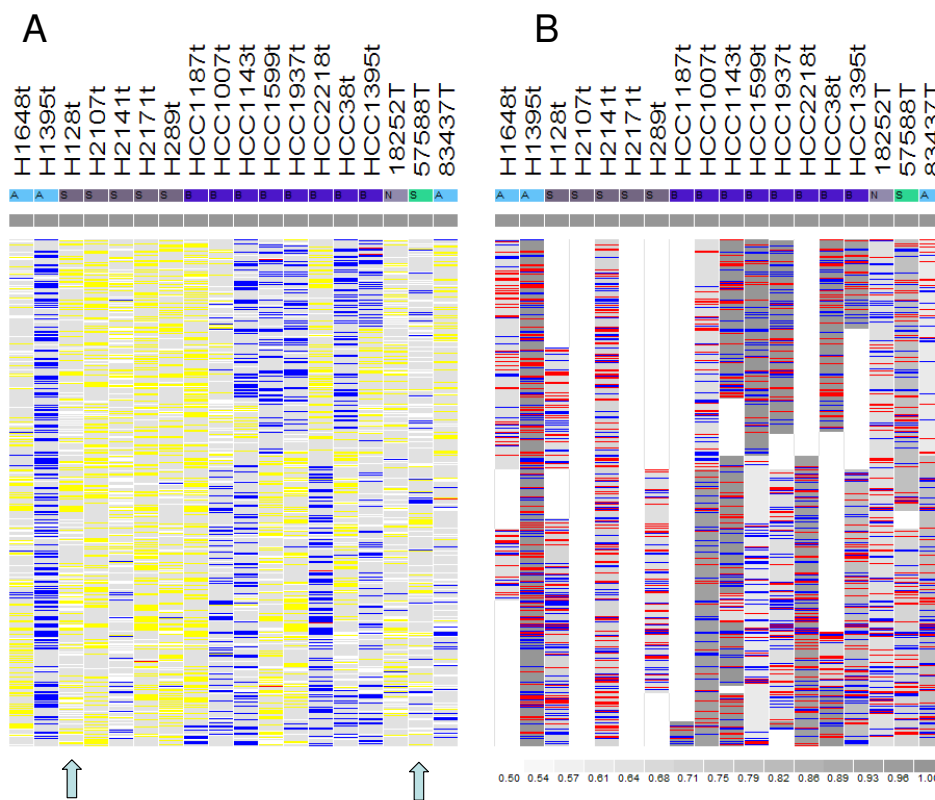 A
B
H1648t H1395t H128t H2107t H2141t H2171t H289t HCC1187t HCC1007t HCC1143t HCC1599t HCC1937t HCC2218t HCC38t HCC1395t 18252T 57588T 83437T
H1648t H1395t H128t H2107t H2141t H2171t H289t HCC1187t HCC1007t HCC1143t HCC1599t HCC1937t HCC2218t HCC38t HCC1395t 18252T 57588T 83437T
A A S S S S S B B B B B B B B N S A
A A S S S S S B B B B B B B B N S A
0.50 0.54 0.57 0.61 0.64 0.68 0.71 0.75 0.79 0.82 0.86 0.89 0.93 0.96 1.00